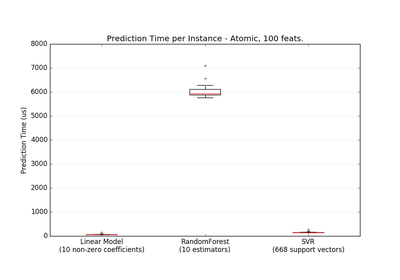 Prediction Time per Instance - Atomic, 100 feats.
8000
7000
6000
5000
4000
3000
2000
1000
0
Prediction Time (us)
Linear Model
(10 non-zero coefficients)
RandomForest
(10 estimators)
SVR
(668 support vectors)